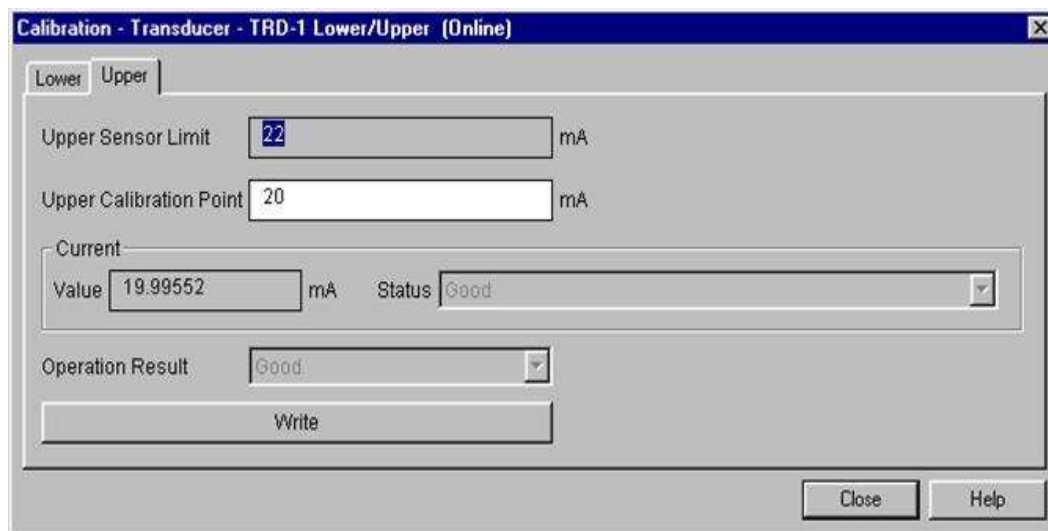 Calibration - Transducer - TRD-1 Lower/Upper (Online)
Lower Upper
Upper Sensor Limit 22 mA
Upper Calibration Point 20 mA
Current
Value 19.99552 mA Status Good
Operation Result Good
Write
Close Help